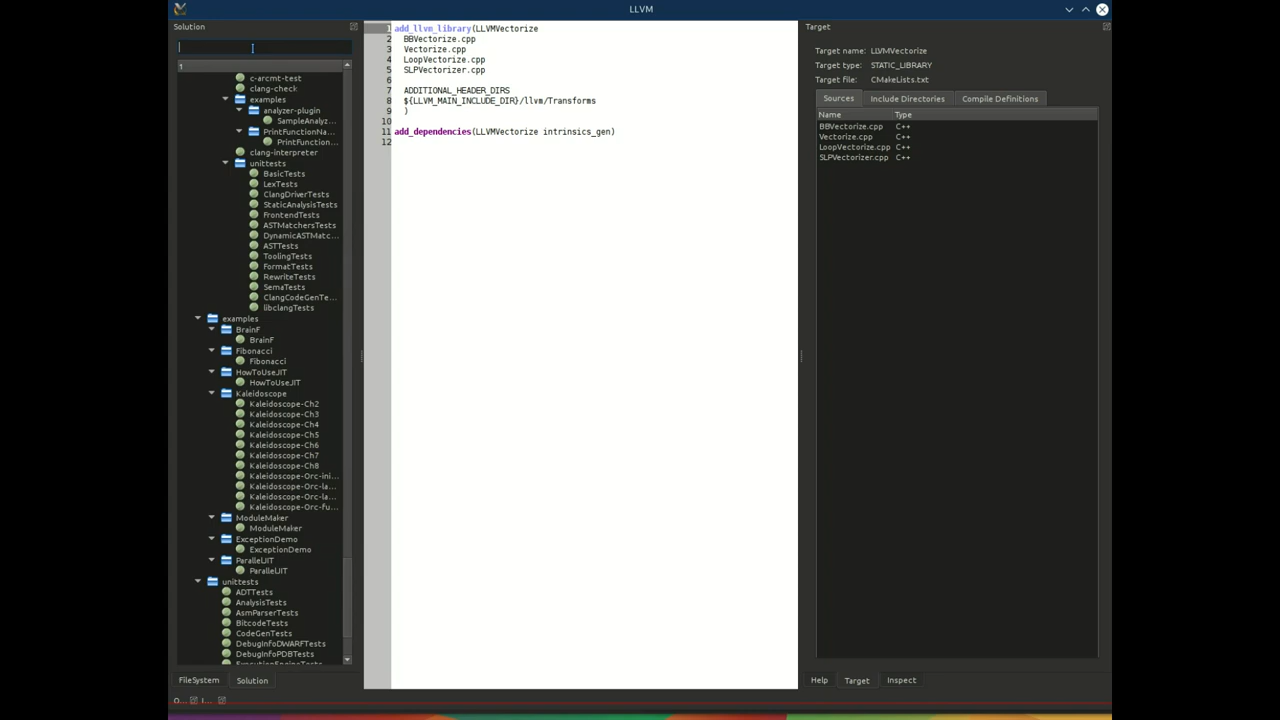 LLVM
Solution
1
c-arcmt-test
clang-check
examples
analyzer-plugin
SampleAnalyz...
PrintFunctionNa...
PrintFunction...
clang-interpreter
unittests
BasicTests
LexTests
ClangDriverTests
StaticAnalysisTests
FrontendTests
ASTMatchersTests
DynamicASTMatc...
ASTTests
ToolingTests
FormatTests
RewriteTests
SemaTests
ClangCodeGenTe...
libclangTests
examples
BrainF
BrainF
Fibonacci
Fibonacci
HowToUseJIT
HowToUseJIT
Kaleidoscope
Kaleidoscope-Ch2
Kaleidoscope-Ch3
Kaleidoscope-Ch4
Kaleidoscope-Ch5
Kaleidoscope-Ch6
Kaleidoscope-Ch7
Kaleidoscope-Ch8
Kaleidoscope-Orc-ini...
Kaleidoscope-Orc-la...
Kaleidoscope-Orc-la...
Kaleidoscope-Orc-fu...
ModuleMaker
ModuleMaker
ExceptionDemo
ExceptionDemo
ParallelJIT
ParallelJIT
unittests
ADTTests
AnalysisTests
AsmParserTests
BitcodeTests
CodeGenTests
DebugInfoDWARFTests
DebugInfoPDBTests
ExecutionEngineTests
FileSystem Solution
O... I...
1 add_llvm_library(LLVMVectorize
2 BBVectorize.cpp
3 Vectorize.cpp
4 LoopVectorize.cpp
5 SLPVectorizer.cpp
6
7 ADDITIONAL_HEADER_DIRS
8 ${LLVM_MAIN_INCLUDE_DIR}/llvm/Transforms
9 )
10
11 add_dependencies(LLVMVectorize intrinsics_gen)
12
Target
Target name: LLVMVectorize
Target type: STATIC_LIBRARY
Target file: CMakeLists.txt
Sources Include Directories Compile Definitions
Name Type
BBVectorize.cpp C++
Vectorize.cpp C++
LoopVectorize.cpp C++
SLPVectorizer.cpp C++
Help Target Inspect